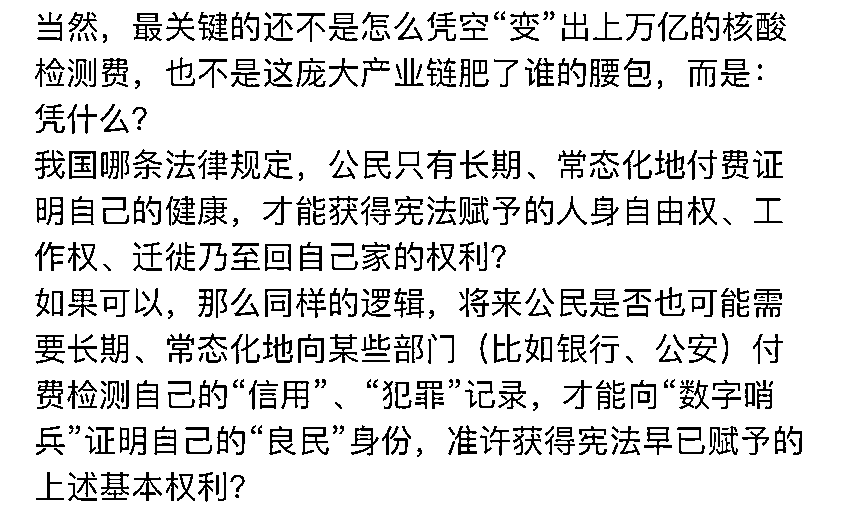 当然，最关键的还不是怎么凭空“变”出上万亿的核酸
检测费，也不是这庞大产业链肥了谁的腰包，而是：
凭什么？
我国哪条法律规定，公民只有长期、常态化地付费证
明自己的健康，才能获得宪法赋予的人身自由权、工
作权、迁徙乃至回自己家的权利？
如果可以，那么同样的逻辑，将来公民是否也可能需
要长期、常态化地向某些部门（比如银行、公安）付
费检测自己的“信用”、“犯罪”记录，才能向“数字哨
兵”证明自己的“良民”身份，准许获得宪法早已赋予的
上述基本权利？